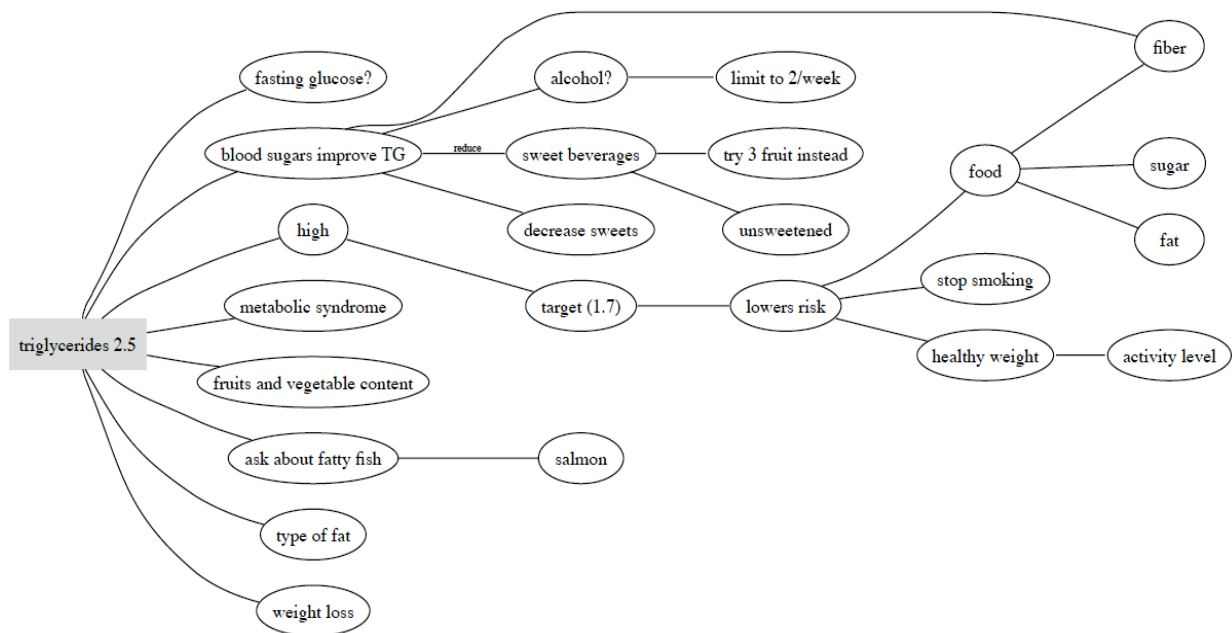 fiber
fasting glucose?
alcohol?
limit to 2/week
blood sugars improve TG
reduce
sweet beverages
try 3 fruit instead
food
sugar
high
decrease sweets
unsweetened
fat
stop smoking
metabolic syndrome
target (1.7)
lowers risk
triglycerides 2.5
healthy weight
activity level
fruits and vegetable content
ask about fatty fish
salmon
type of fat
weight loss